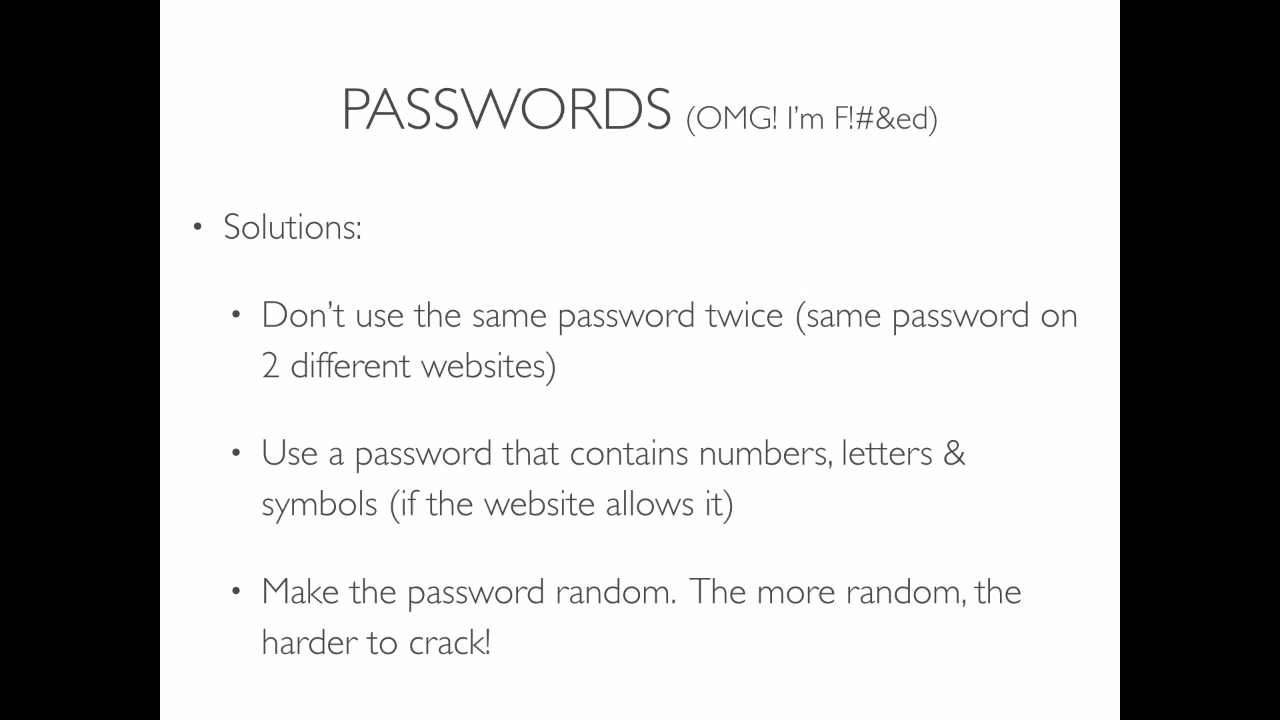 PASSWORDS (OMG! I'm F!#&ed)
• Solutions:
• Don't use the same password twice (same password on
2 different websites)
• Use a password that contains numbers, letters &
symbols (if the website allows it)
• Make the password random.  The more random, the
harder to crack!